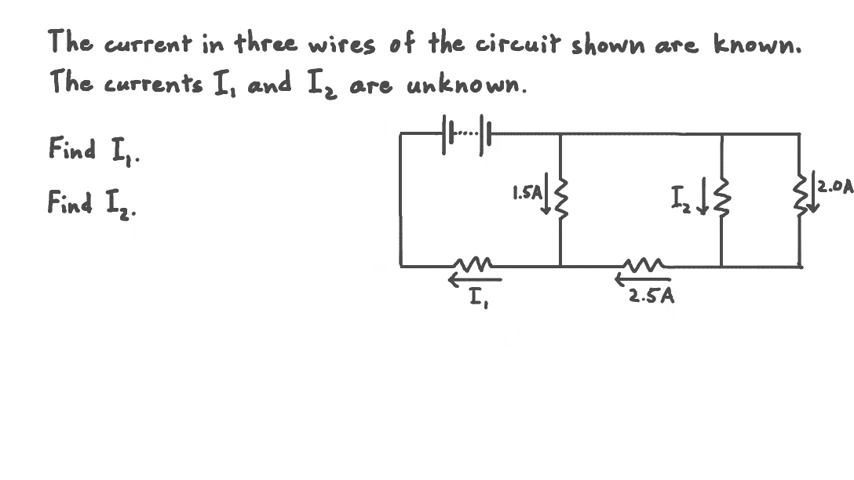 The current in three wires of the circuit shown are known.
The currents I₁ and I₂ are unknown.
Find I₁.
Find I₂.
1.5A
I₂
2.0A
I₁
2.5A